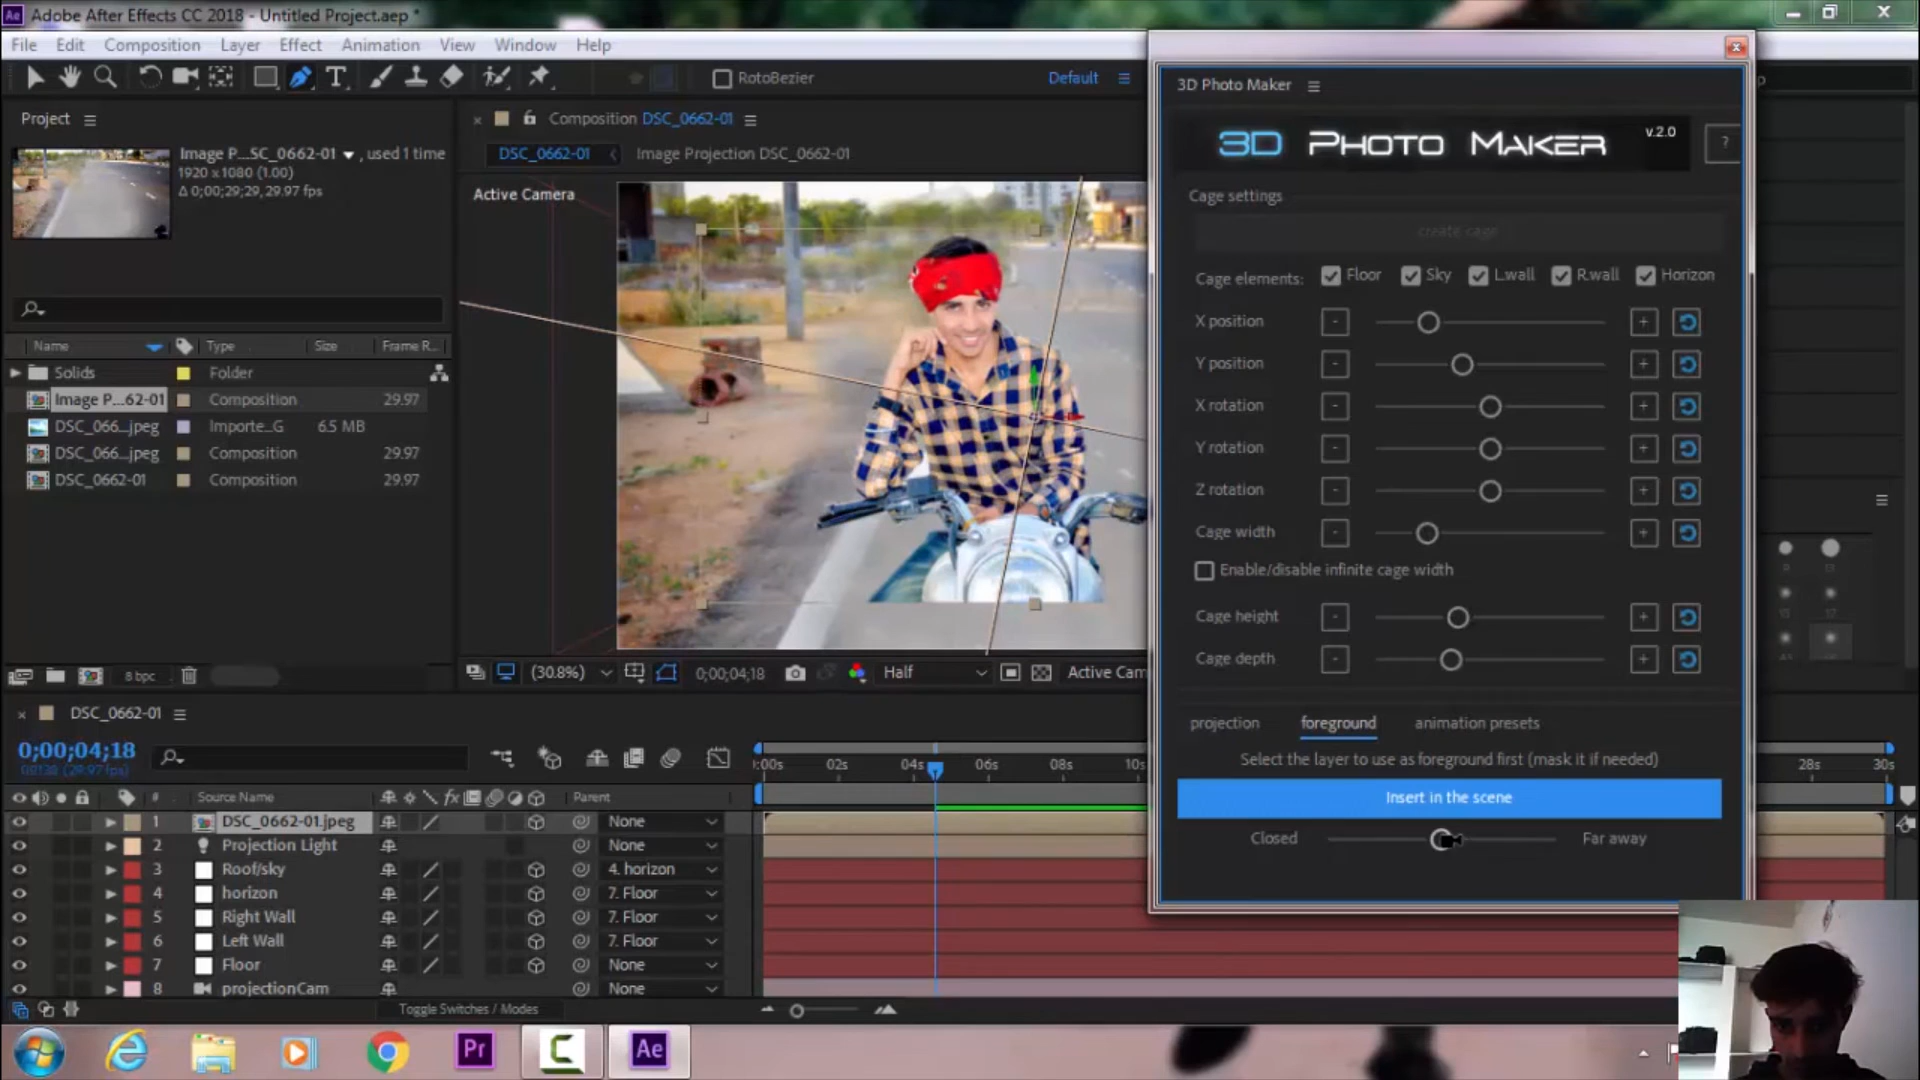 Adobe After Effects CC 2018 - Untitled Project.aep *
File Edit Composition Layer Effect Animation View Window Help
RotoBezier
Default
Project
Image P...SC_0662-01 , used 1 time
1920 x 1080 (1.00)
Δ 0;00;29;29, 29.97 fps
Name Type Size Frame R...
Solids Folder
Image P...62-01 Composition 29.97
DSC_066...jpeg Importe...G 6.5 MB
DSC_066...jpeg Composition 29.97
DSC_0662-01 Composition 29.97
8 bpc
Composition DSC_0662-01
DSC_0662-01 Image Projection DSC_0662-01
Active Camera
(30.8%) 0;00;04;18 Half Active Cam
3D Photo Maker
3D PHOTO MAKER v.2.0 ?
Cage settings
create cage
Cage elements: Floor Sky L.wall R.wall Horizon
X position - +
Y position - +
X rotation - +
Y rotation - +
Z rotation - +
Cage width - +
Enable/disable infinite cage width
Cage height - +
Cage depth - +
projection foreground animation presets
Select the layer to use as foreground first (mask it if needed)
Insert in the scene
Closed Far away
DSC_0662-01
0;00;04;18
00138 (29.97 fps)
# Source Name fx Parent
:00s 02s 04s 06s 08s 10s 28s 30s
1 DSC_0662-01.jpeg None
2 Projection Light None
3 Roof/sky 4. horizon
4 horizon 7. Floor
5 Right Wall 7. Floor
6 Left Wall 7. Floor
7 Floor None
8 projectionCam None
Toggle Switches / Modes
Pr C Ae